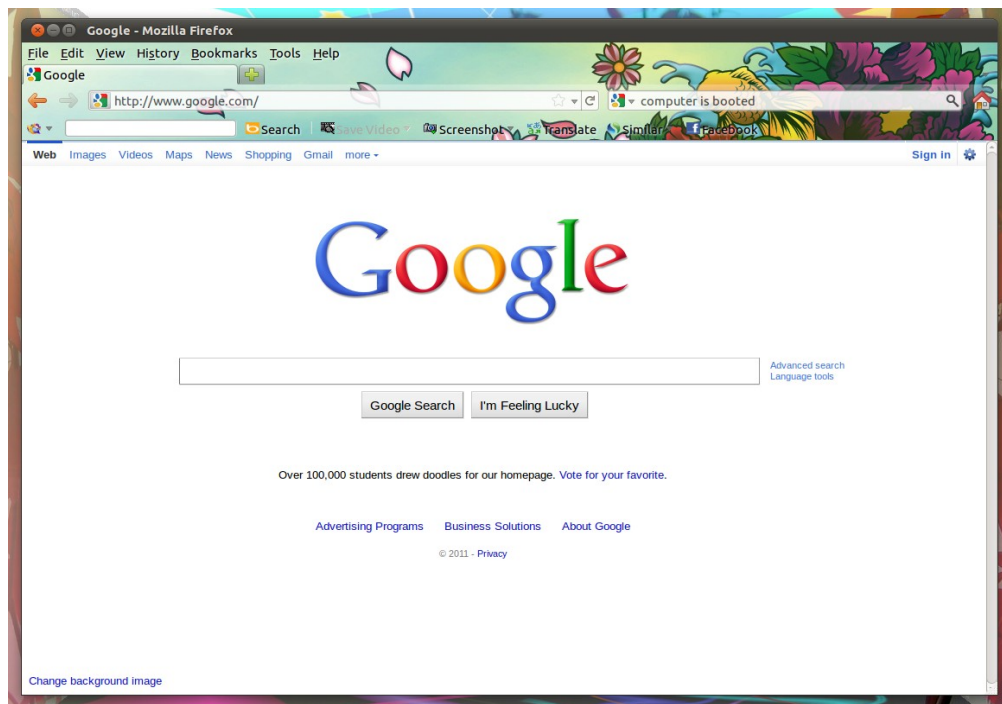 Google - Mozilla Firefox
File Edit View History Bookmarks Tools Help
Google
http://www.google.com/ computer is booted
Search Save Video Screenshot Translate Similar Facebook
Web Images Videos Maps News Shopping Gmail more Sign in
Google
Advanced search
Language tools
Google Search I'm Feeling Lucky
Over 100,000 students drew doodles for our homepage. Vote for your favorite.
Advertising Programs Business Solutions About Google
© 2011 - Privacy
Change background image